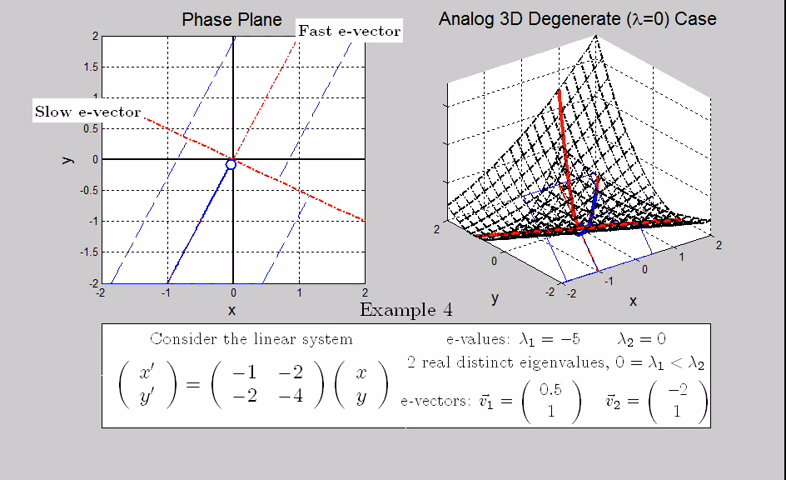 Phase Plane
Analog 3D Degenerate (λ=0) Case
Fast e-vector
Slow e-vector
2
1.5
1
0.5
0
-0.5
-1
-1.5
-2
-2 -1 0 1 2
y
x
2
0
-2
-2
-1
0
1
2
y
x
Example 4
Consider the linear system
( x′ ) = ( −1 −2 ) ( x )
( y′ ) ( −2 −4 ) ( y )
e-values: λ₁ = −5 λ₂ = 0
2 real distinct eigenvalues, 0 = λ₁ < λ₂
e-vectors: v⃗₁ = ( 0.5 1 ) v⃗₂ = ( −2 1 )